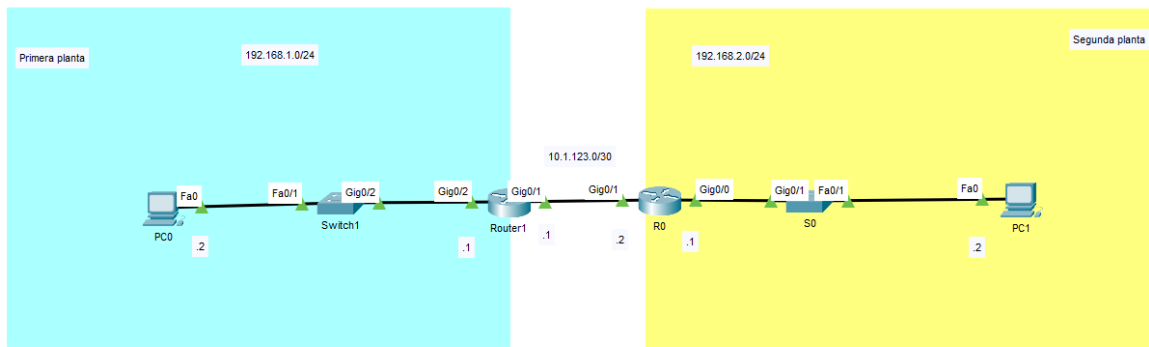 Primera planta
192.168.1.0/24
192.168.2.0/24
Segunda planta
10.1.123.0/30
Fa0
Fa0/1
Gig0/2
Gig0/2
Gig0/1
Gig0/1
Gig0/0
Gig0/1
Fa0/1
Fa0
PC0
Switch1
Router1
R0
S0
PC1
.2
.1
.1
.2
.1
.2